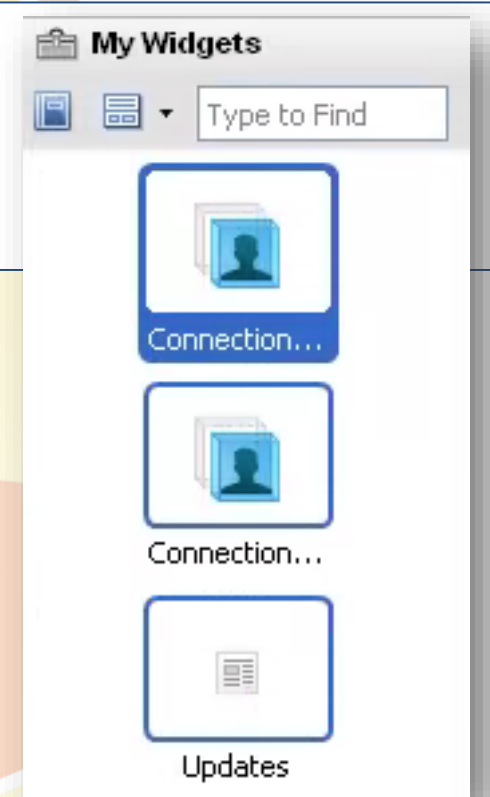 My Widgets
Type to Find
Connection...
Connection...
Updates